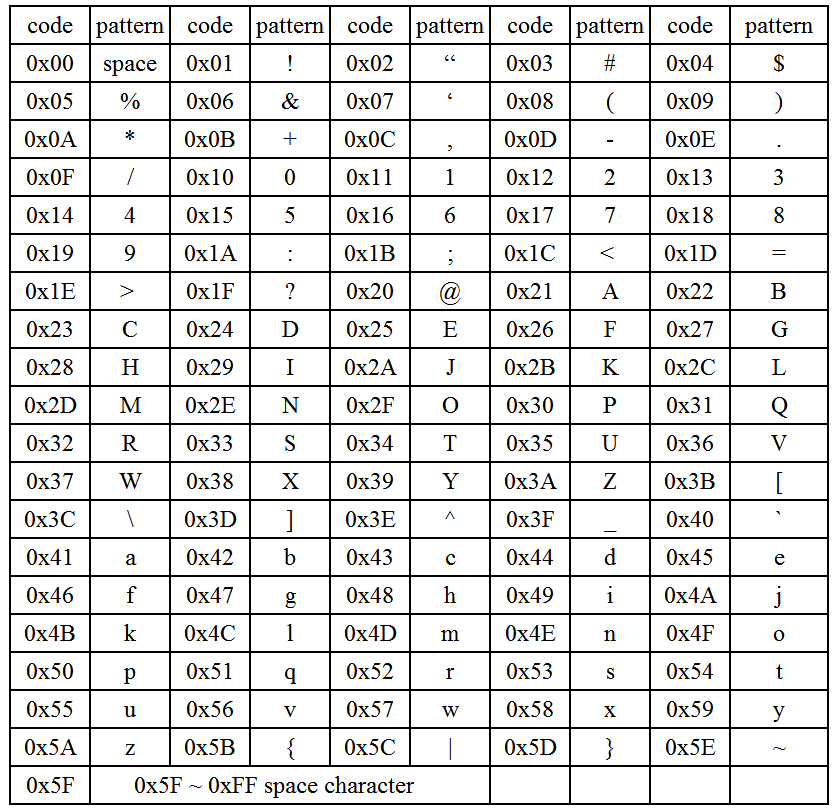 code pattern code pattern code pattern code pattern code pattern
0x00 space 0x01 ! 0x02 “ 0x03 # 0x04 $
0x05 % 0x06 & 0x07 ‘ 0x08 ( 0x09 )
0x0A * 0x0B + 0x0C , 0x0D - 0x0E .
0x0F / 0x10 0 0x11 1 0x12 2 0x13 3
0x14 4 0x15 5 0x16 6 0x17 7 0x18 8
0x19 9 0x1A : 0x1B ; 0x1C < 0x1D =
0x1E > 0x1F ? 0x20 @ 0x21 A 0x22 B
0x23 C 0x24 D 0x25 E 0x26 F 0x27 G
0x28 H 0x29 I 0x2A J 0x2B K 0x2C L
0x2D M 0x2E N 0x2F O 0x30 P 0x31 Q
0x32 R 0x33 S 0x34 T 0x35 U 0x36 V
0x37 W 0x38 X 0x39 Y 0x3A Z 0x3B [
0x3C \ 0x3D ] 0x3E ^ 0x3F _ 0x40 `
0x41 a 0x42 b 0x43 c 0x44 d 0x45 e
0x46 f 0x47 g 0x48 h 0x49 i 0x4A j
0x4B k 0x4C l 0x4D m 0x4E n 0x4F o
0x50 p 0x51 q 0x52 r 0x53 s 0x54 t
0x55 u 0x56 v 0x57 w 0x58 x 0x59 y
0x5A z 0x5B { 0x5C | 0x5D } 0x5E ~
0x5F 0x5F ~ 0xFF space character